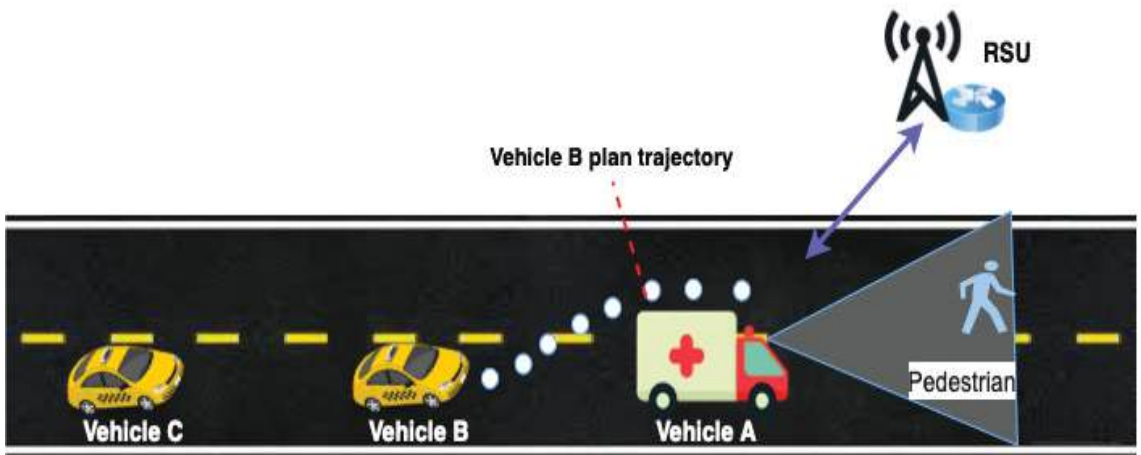 RSU
Vehicle B plan trajectory
Pedestrian
Vehicle C
Vehicle B
Vehicle A